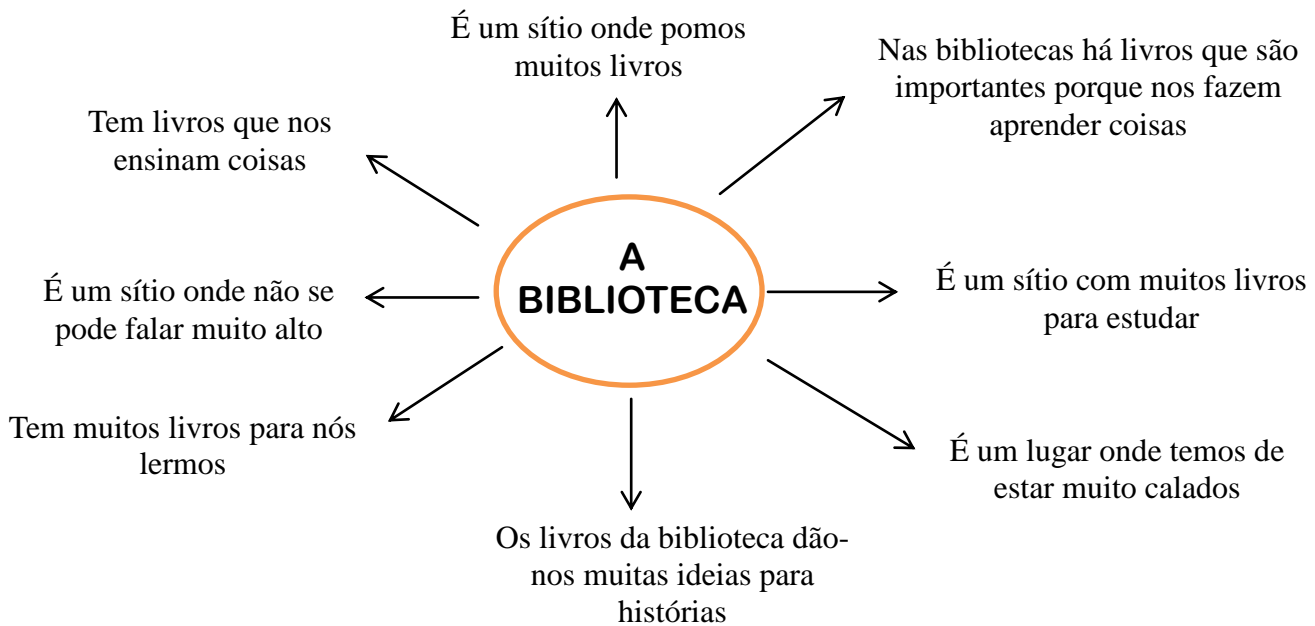 É um sítio onde pomos
muitos livros
Nas bibliotecas há livros que são
importantes porque nos fazem
aprender coisas
Tem livros que nos
ensinam coisas
A
BIBLIOTECA
É um sítio onde não se
pode falar muito alto
É um sítio com muitos livros
para estudar
Tem muitos livros para nós
lermos
É um lugar onde temos de
estar muito calados
Os livros da biblioteca dão-
nos muitas ideias para
histórias